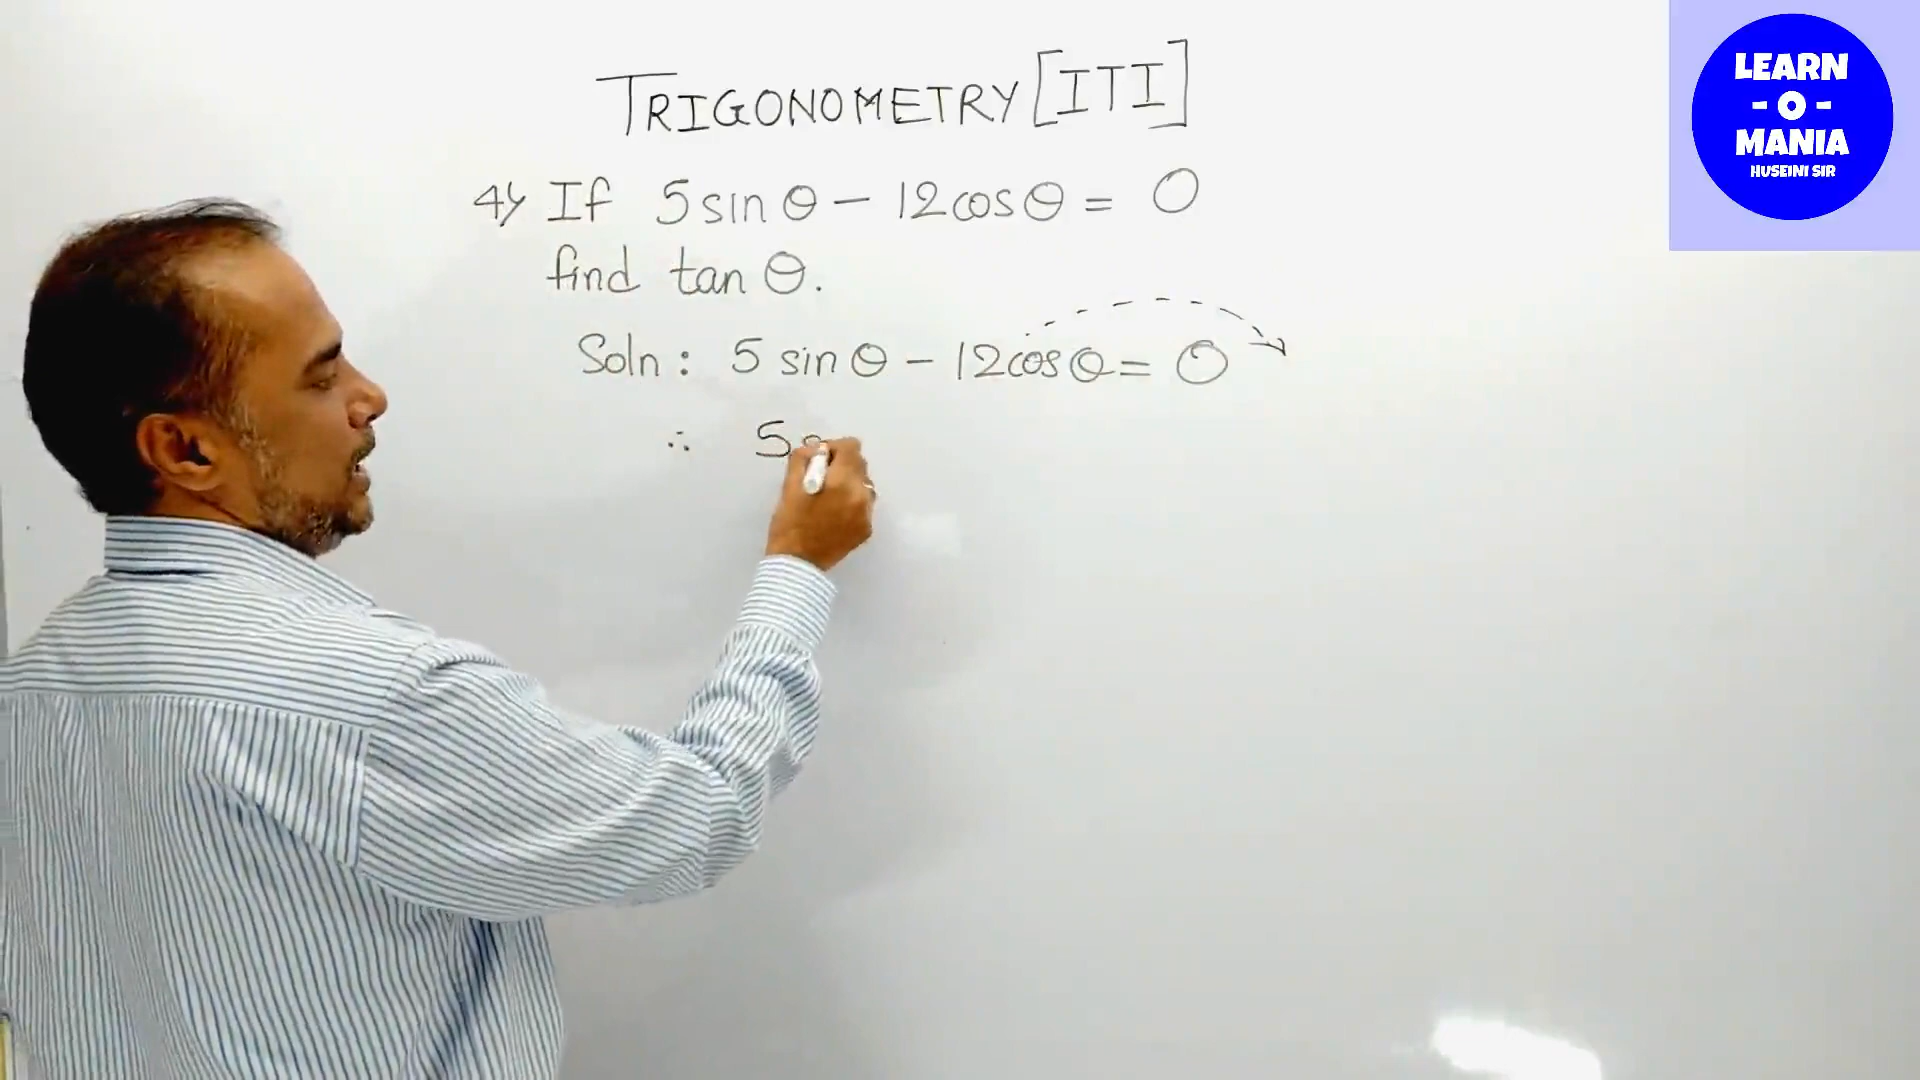 TRIGONOMETRY [ITI]
4) If 5 sin θ - 12 cos θ = 0
find tan θ.
Soln : 5 sin θ - 12 cos θ = 0
∴ 5 s
LEARN
- O -
MANIA
HUSEINI SIR